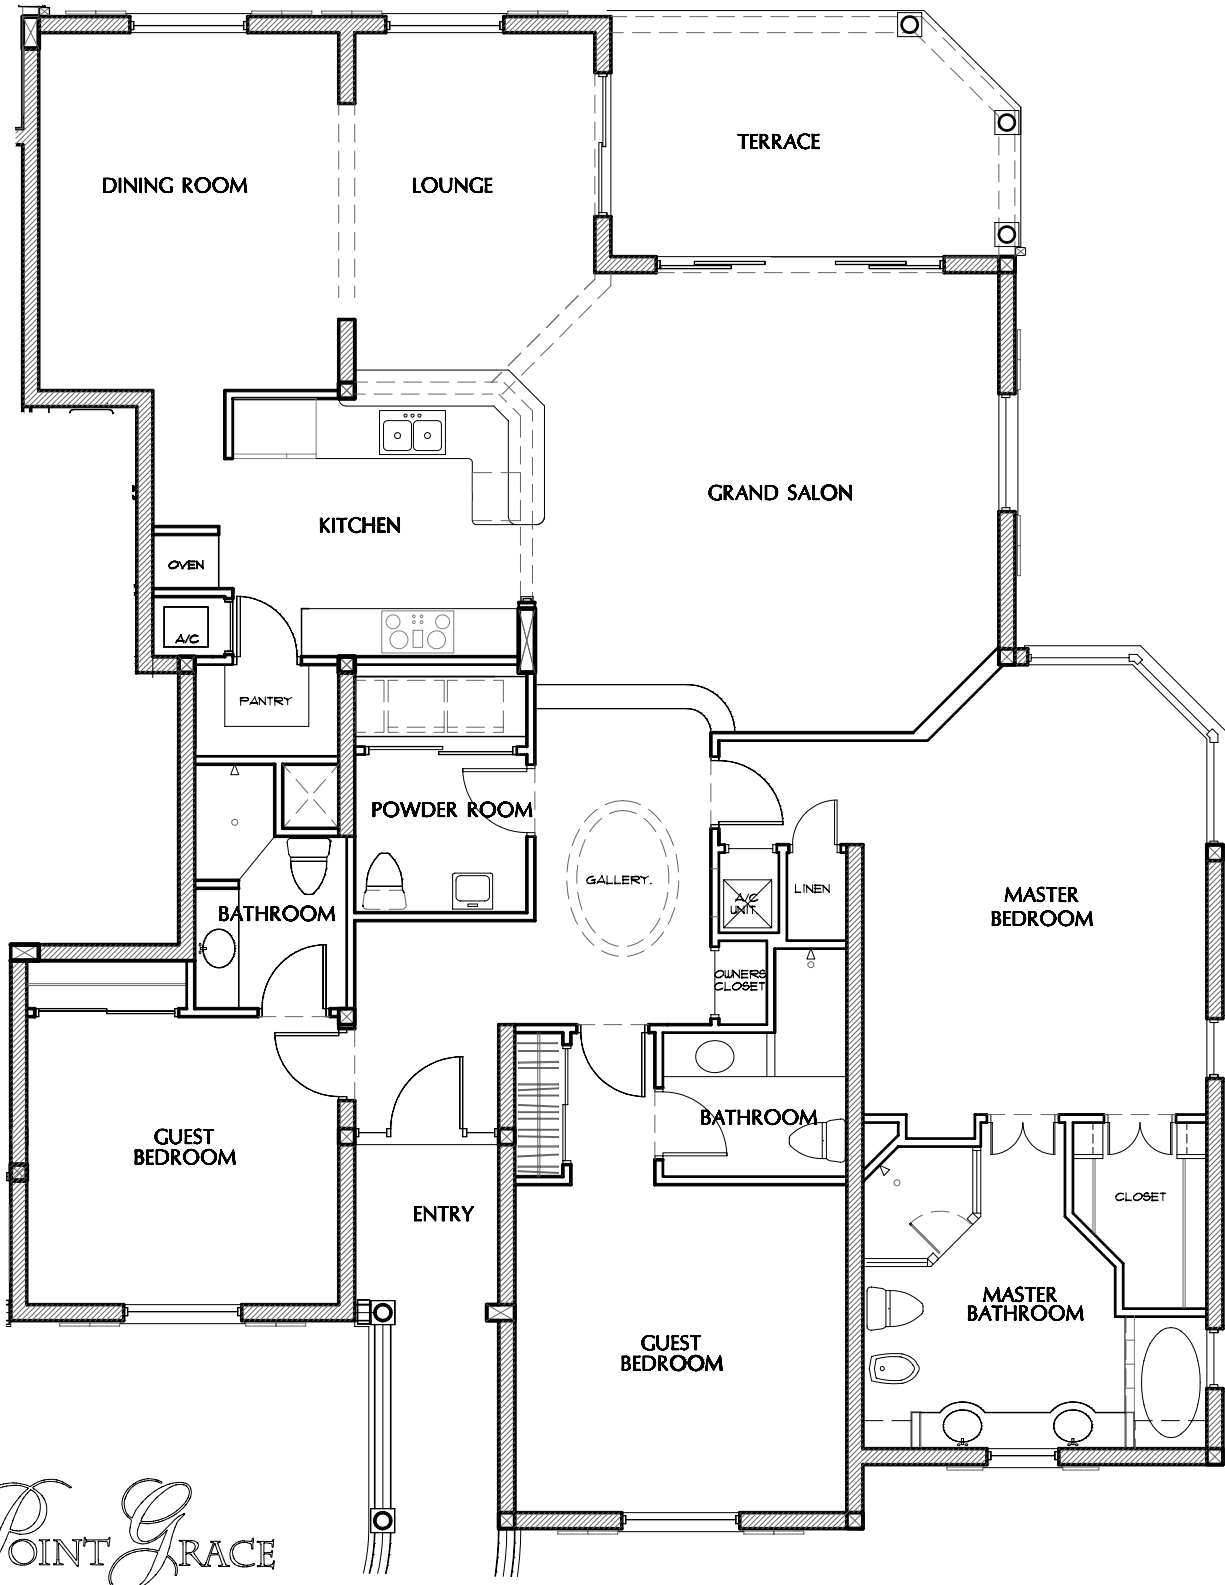 TERRACE
DINING ROOM
LOUNGE
GRAND SALON
KITCHEN
OVEN
A/C
PANTRY
POWDER ROOM
GALLERY.
LINEN
A/C
UNIT
MASTER
BEDROOM
BATHROOM
OWNERS
CLOSET
BATHROOM
GUEST
BEDROOM
CLOSET
ENTRY
MASTER
BATHROOM
GUEST
BEDROOM
POINT GRACE